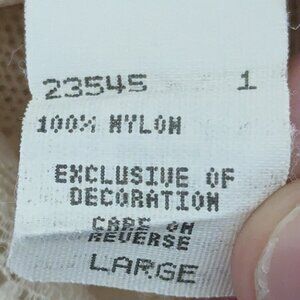 23545 1
100% NYLON
EXCLUSIVE OF
DECORATION
CARE ON
REVERSE
LARGE